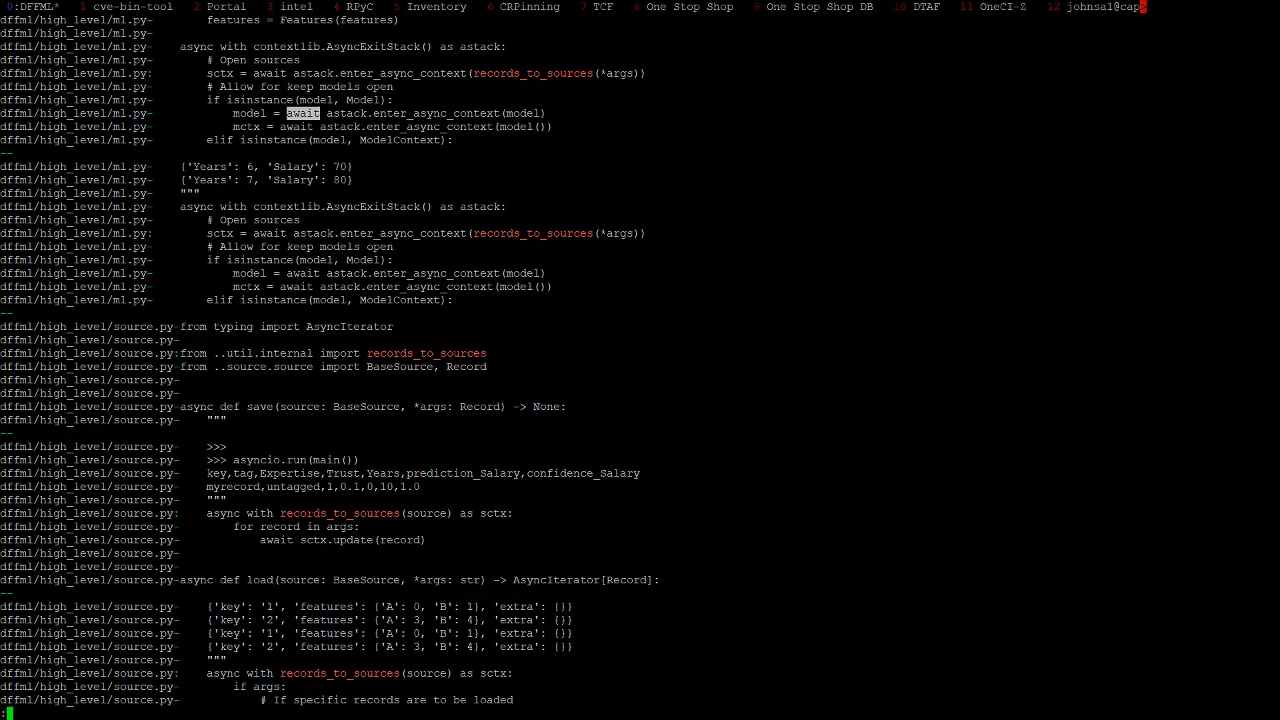 0:DFFML* 1 cve-bin-tool 2 Portal 3 intel 4 RPyC 5 Inventory 6 CRPinning 7 TCF 8 One Stop Shop 9 One Stop Shop DB 10 DTAF 11 OneCI-Z 12 johnsa1@cap>
dffml/high_level/ml.py-        features = Features(features)
dffml/high_level/ml.py-
dffml/high_level/ml.py-    async with contextlib.AsyncExitStack() as astack:
dffml/high_level/ml.py-        # Open sources
dffml/high_level/ml.py:        sctx = await astack.enter_async_context(records_to_sources(*args))
dffml/high_level/ml.py-        # Allow for keep models open
dffml/high_level/ml.py-        if isinstance(model, Model):
dffml/high_level/ml.py-            model = await astack.enter_async_context(model)
dffml/high_level/ml.py-            mctx = await astack.enter_async_context(model())
dffml/high_level/ml.py-        elif isinstance(model, ModelContext):
--
dffml/high_level/ml.py-    {'Years': 6, 'Salary': 70}
dffml/high_level/ml.py-    {'Years': 7, 'Salary': 80}
dffml/high_level/ml.py-    """
dffml/high_level/ml.py-    async with contextlib.AsyncExitStack() as astack:
dffml/high_level/ml.py-        # Open sources
dffml/high_level/ml.py:        sctx = await astack.enter_async_context(records_to_sources(*args))
dffml/high_level/ml.py-        # Allow for keep models open
dffml/high_level/ml.py-        if isinstance(model, Model):
dffml/high_level/ml.py-            model = await astack.enter_async_context(model)
dffml/high_level/ml.py-            mctx = await astack.enter_async_context(model())
dffml/high_level/ml.py-        elif isinstance(model, ModelContext):
--
dffml/high_level/source.py-from typing import AsyncIterator
dffml/high_level/source.py-
dffml/high_level/source.py:from ..util.internal import records_to_sources
dffml/high_level/source.py-from ..source.source import BaseSource, Record
dffml/high_level/source.py-
dffml/high_level/source.py-
dffml/high_level/source.py-async def save(source: BaseSource, *args: Record) -> None:
dffml/high_level/source.py-    """
--
dffml/high_level/source.py-    >>>
dffml/high_level/source.py-    >>> asyncio.run(main())
dffml/high_level/source.py-    key,tag,Expertise,Trust,Years,prediction_Salary,confidence_Salary
dffml/high_level/source.py-    myrecord,untagged,1,0.1,0,10,1.0
dffml/high_level/source.py-    """
dffml/high_level/source.py:    async with records_to_sources(source) as sctx:
dffml/high_level/source.py-        for record in args:
dffml/high_level/source.py-            await sctx.update(record)
dffml/high_level/source.py-
dffml/high_level/source.py-
dffml/high_level/source.py-async def load(source: BaseSource, *args: str) -> AsyncIterator[Record]:
--
dffml/high_level/source.py-    {'key': '1', 'features': {'A': 0, 'B': 1}, 'extra': {}}
dffml/high_level/source.py-    {'key': '2', 'features': {'A': 3, 'B': 4}, 'extra': {}}
dffml/high_level/source.py-    {'key': '1', 'features': {'A': 0, 'B': 1}, 'extra': {}}
dffml/high_level/source.py-    {'key': '2', 'features': {'A': 3, 'B': 4}, 'extra': {}}
dffml/high_level/source.py-    """
dffml/high_level/source.py:    async with records_to_sources(source) as sctx:
dffml/high_level/source.py-        if args:
dffml/high_level/source.py-            # If specific records are to be loaded
: